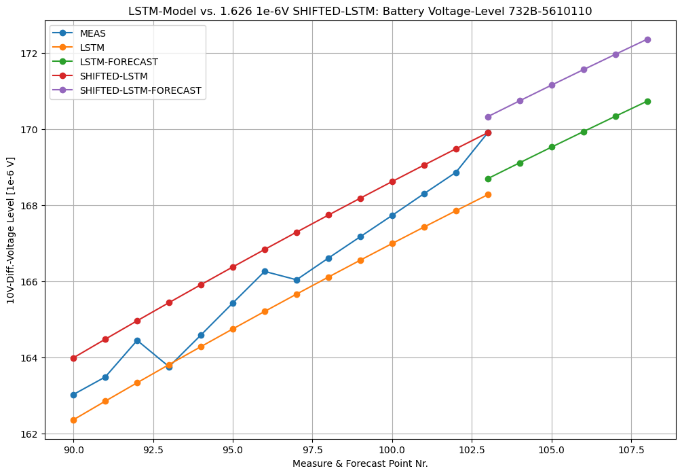 LSTM-Model vs. 1.626 1e-6V SHIFTED-LSTM: Battery Voltage-Level 732B-5610110
MEAS
LSTM
LSTM-FORECAST
SHIFTED-LSTM
SHIFTED-LSTM-FORECAST
10V-Diff.-Voltage Level [1e-6 V]
172
170
168
166
164
162
90.0
92.5
95.0
97.5
100.0
102.5
105.0
107.5
Measure & Forecast Point Nr.